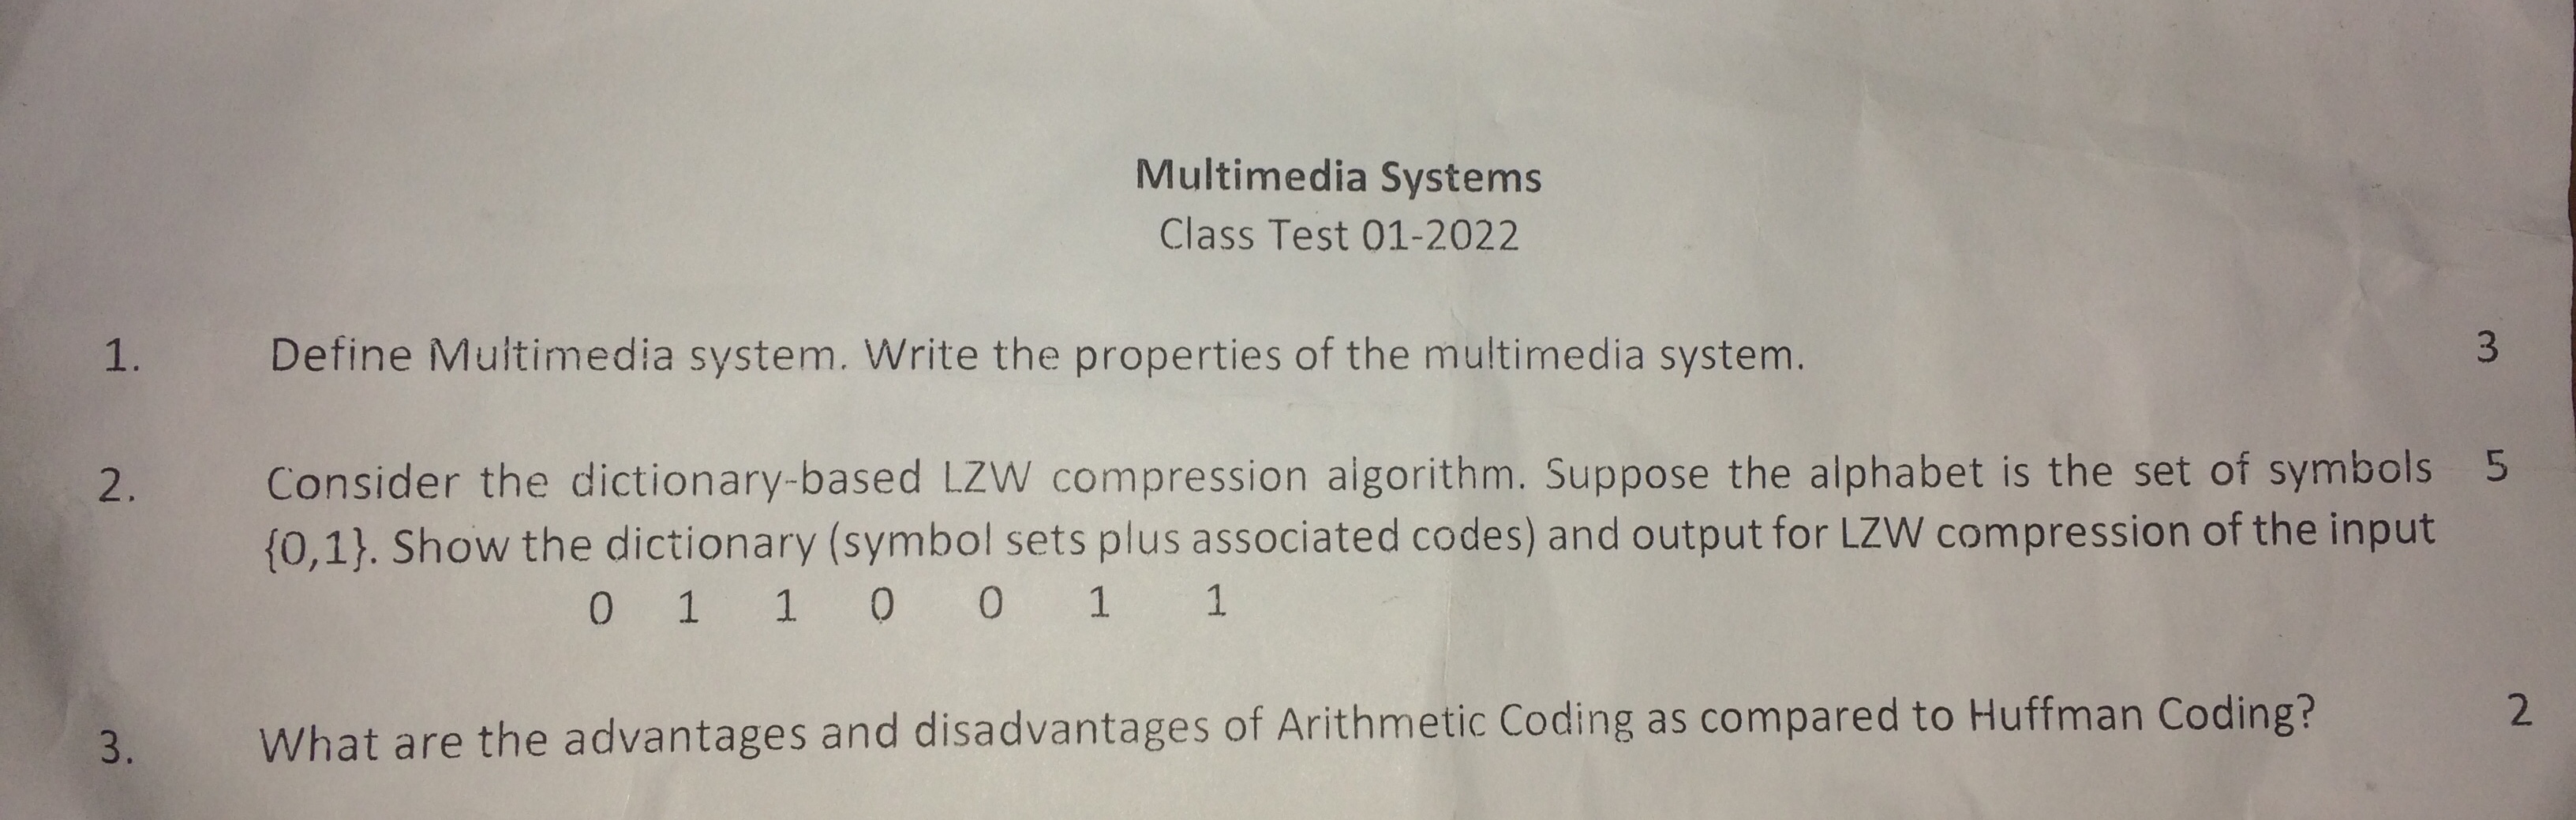 Multimedia Systems
Class Test 01-2022
1. Define Multimedia system. Write the properties of the multimedia system. 3
2. Consider the dictionary-based LZW compression algorithm. Suppose the alphabet is the set of symbols 5
{0,1}. Show the dictionary (symbol sets plus associated codes) and output for LZW compression of the input
0 1 1 0 0 1 1
3. What are the advantages and disadvantages of Arithmetic Coding as compared to Huffman Coding? 2